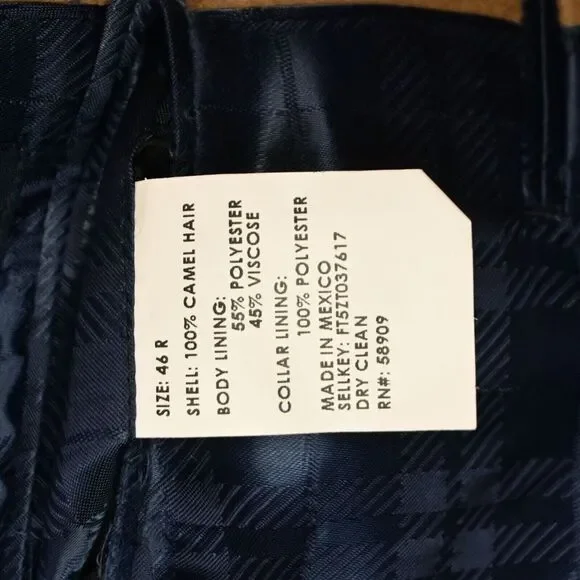 SIZE: 46 R
SHELL: 100% CAMEL HAIR
BODY LINING:
55% POLYESTER
45% VISCOSE
COLLAR LINING:
100% POLYESTER
MADE IN MEXICO
SELLKEY: FT5ZT037617
DRY CLEAN
RN#: 58909